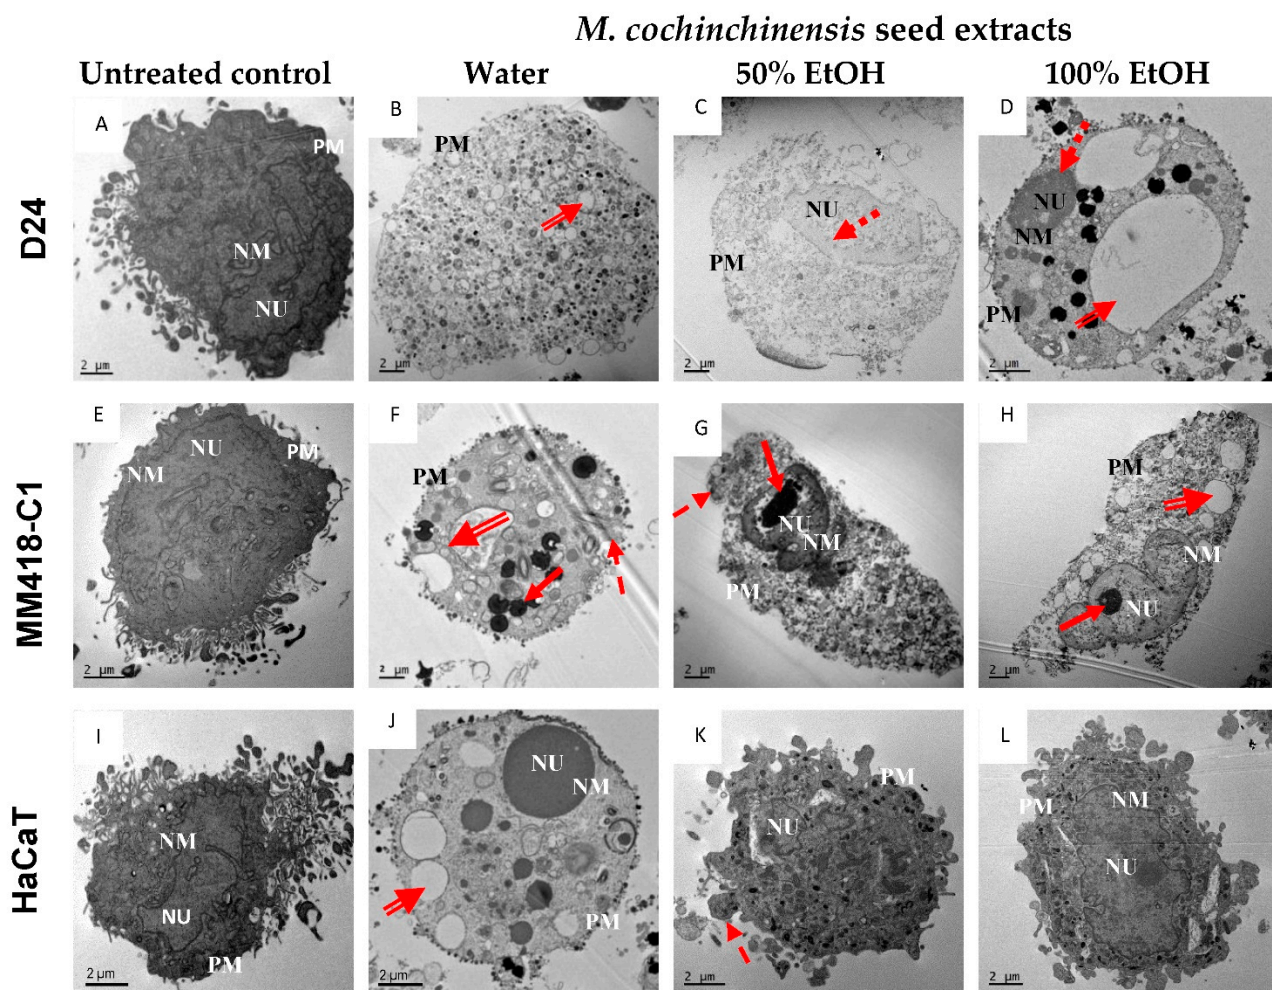 M. cochinchinensis seed extracts
Untreated control Water 50% EtOH 100% EtOH
D24
A
PM
NM
NU
2 µm
B
PM
2 µm
C
NU
PM
2 µm
D
NU
NM
PM
2 µm
MM418-C1
E
NU
PM
NM
2 µm
F
PM
2 µm
G
NU
NM
PM
2 µm
H
PM
NM
NU
2 µm
HaCaT
I
NM
NU
PM
2 µm
J
NU
NM
PM
2 µm
K
PM
NU
2 µm
L
PM
NM
NU
2 µm